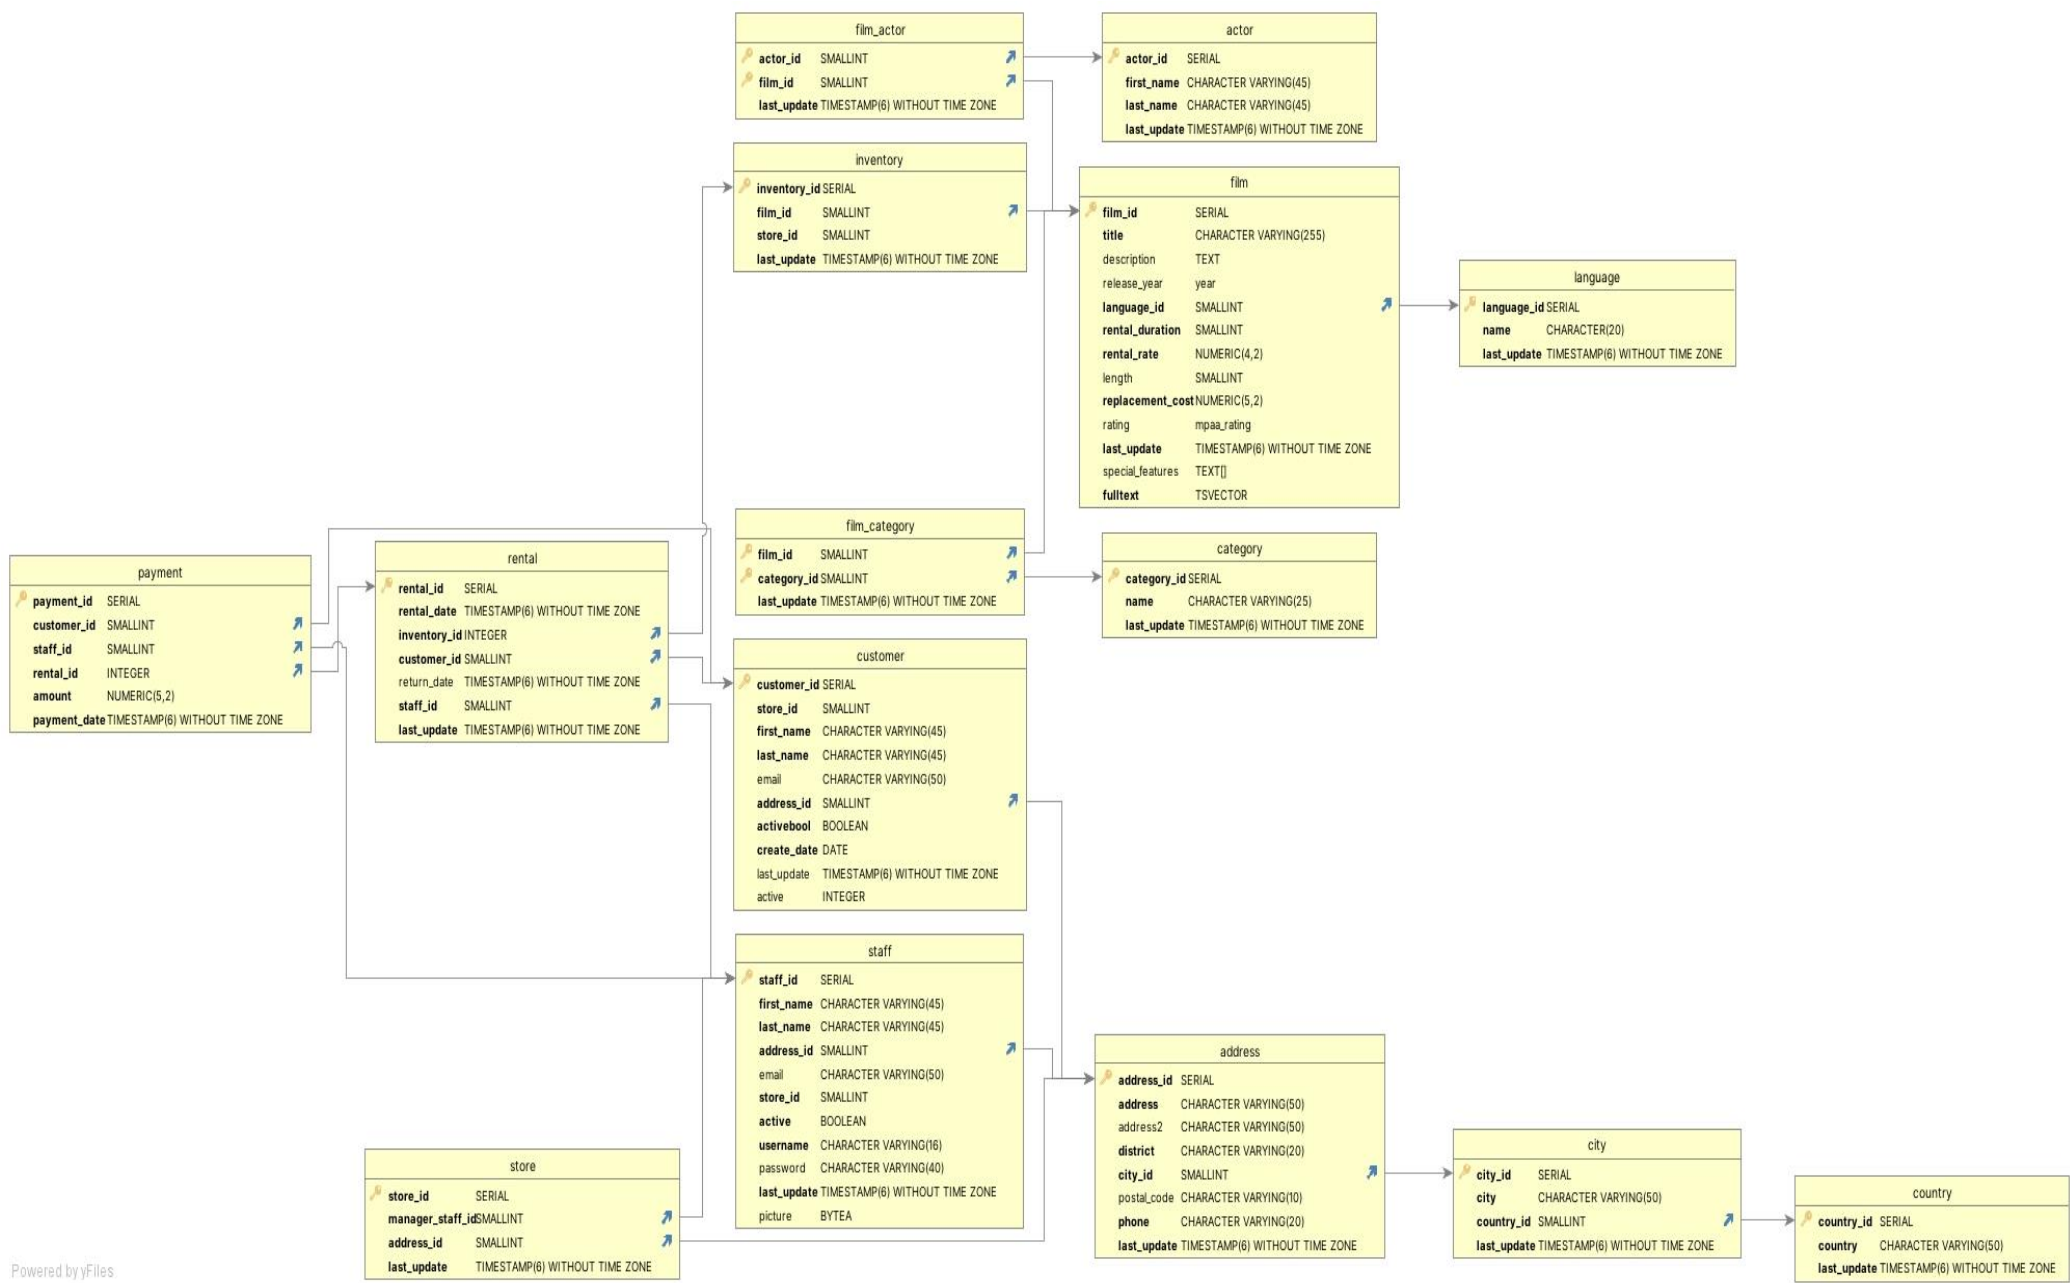 film_actor
actor_id SMALLINT
film_id SMALLINT
last_update TIMESTAMP(6) WITHOUT TIME ZONE
actor
actor_id SERIAL
first_name CHARACTER VARYING(45)
last_name CHARACTER VARYING(45)
last_update TIMESTAMP(6) WITHOUT TIME ZONE
inventory
inventory_id SERIAL
film_id SMALLINT
store_id SMALLINT
last_update TIMESTAMP(6) WITHOUT TIME ZONE
film
film_id SERIAL
title CHARACTER VARYING(255)
description TEXT
release_year year
language_id SMALLINT
rental_duration SMALLINT
rental_rate NUMERIC(4,2)
length SMALLINT
replacement_cost NUMERIC(5,2)
rating mpaa_rating
last_update TIMESTAMP(6) WITHOUT TIME ZONE
special_features TEXT[]
fulltext TSVECTOR
language
language_id SERIAL
name CHARACTER(20)
last_update TIMESTAMP(6) WITHOUT TIME ZONE
payment
payment_id SERIAL
customer_id SMALLINT
staff_id SMALLINT
rental_id INTEGER
amount NUMERIC(5,2)
payment_date TIMESTAMP(6) WITHOUT TIME ZONE
rental
rental_id SERIAL
rental_date TIMESTAMP(6) WITHOUT TIME ZONE
inventory_id INTEGER
customer_id SMALLINT
return_date TIMESTAMP(6) WITHOUT TIME ZONE
staff_id SMALLINT
last_update TIMESTAMP(6) WITHOUT TIME ZONE
film_category
film_id SMALLINT
category_id SMALLINT
last_update TIMESTAMP(6) WITHOUT TIME ZONE
category
category_id SERIAL
name CHARACTER VARYING(25)
last_update TIMESTAMP(6) WITHOUT TIME ZONE
customer
customer_id SERIAL
store_id SMALLINT
first_name CHARACTER VARYING(45)
last_name CHARACTER VARYING(45)
email CHARACTER VARYING(50)
address_id SMALLINT
activebool BOOLEAN
create_date DATE
last_update TIMESTAMP(6) WITHOUT TIME ZONE
active INTEGER
staff
staff_id SERIAL
first_name CHARACTER VARYING(45)
last_name CHARACTER VARYING(45)
address_id SMALLINT
email CHARACTER VARYING(50)
store_id SMALLINT
active BOOLEAN
username CHARACTER VARYING(16)
password CHARACTER VARYING(40)
last_update TIMESTAMP(6) WITHOUT TIME ZONE
picture BYTEA
store
store_id SERIAL
manager_staff_id SMALLINT
address_id SMALLINT
last_update TIMESTAMP(6) WITHOUT TIME ZONE
address
address_id SERIAL
address CHARACTER VARYING(50)
address2 CHARACTER VARYING(50)
district CHARACTER VARYING(20)
city_id SMALLINT
postal_code CHARACTER VARYING(10)
phone CHARACTER VARYING(20)
last_update TIMESTAMP(6) WITHOUT TIME ZONE
city
city_id SERIAL
city CHARACTER VARYING(50)
country_id SMALLINT
last_update TIMESTAMP(6) WITHOUT TIME ZONE
country
country_id SERIAL
country CHARACTER VARYING(50)
last_update TIMESTAMP(6) WITHOUT TIME ZONE
Powered by yFiles